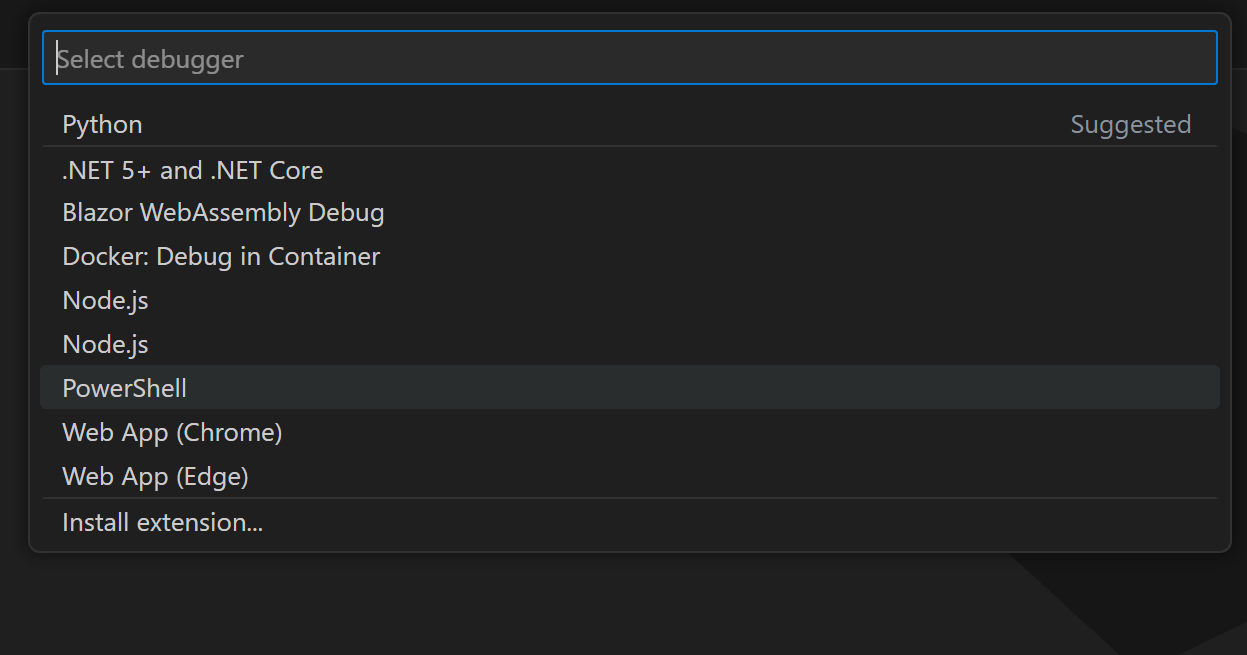 Select debugger
Python Suggested
.NET 5+ and .NET Core
Blazor WebAssembly Debug
Docker: Debug in Container
Node.js
Node.js
PowerShell
Web App (Chrome)
Web App (Edge)
Install extension...